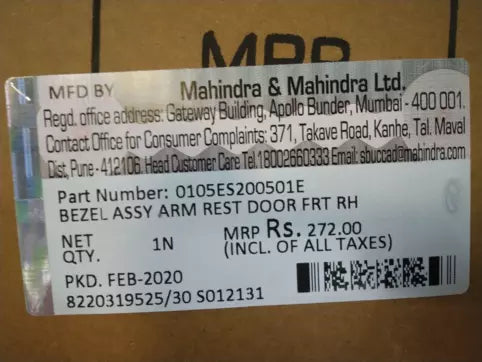 MRP
MFD BY Mahindra & Mahindra Ltd.
Regd. office address: Gateway Building, Apollo Bunder, Mumbai - 400 001.
Contact Office for Consumer Complaints: 371, Takave Road, Kanhe, Tal. Maval
Dist, Pune - 412106. Head Customer Care Tel.18002660333 Email: sbuccad@mahindra.com
Part Number: 0105ES200501E
BEZEL ASSY ARM REST DOOR FRT RH
NET QTY. 1N MRP Rs. 272.00
(INCL. OF ALL TAXES)
PKD. FEB-2020
8220319525/30 S012131